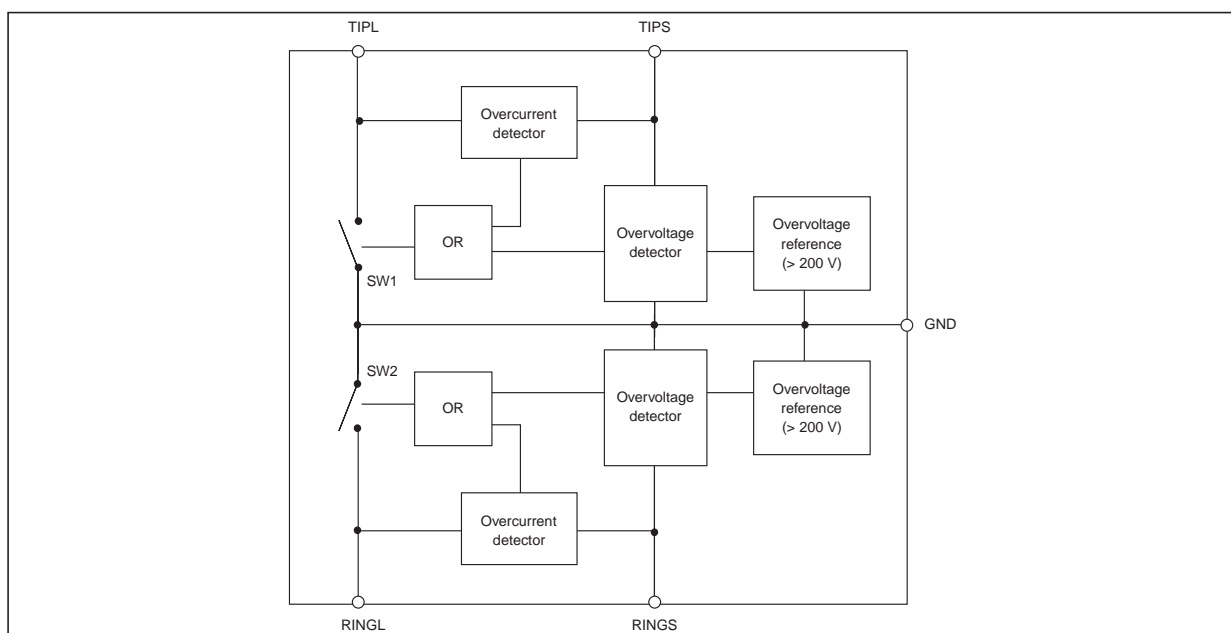 TIPL
TIPS
Overcurrent
detector
OR
Overvoltage
detector
Overvoltage
reference
(> 200 V)
SW1
GND
SW2
OR
Overvoltage
detector
Overvoltage
reference
(> 200 V)
Overcurrent
detector
RINGL
RINGS